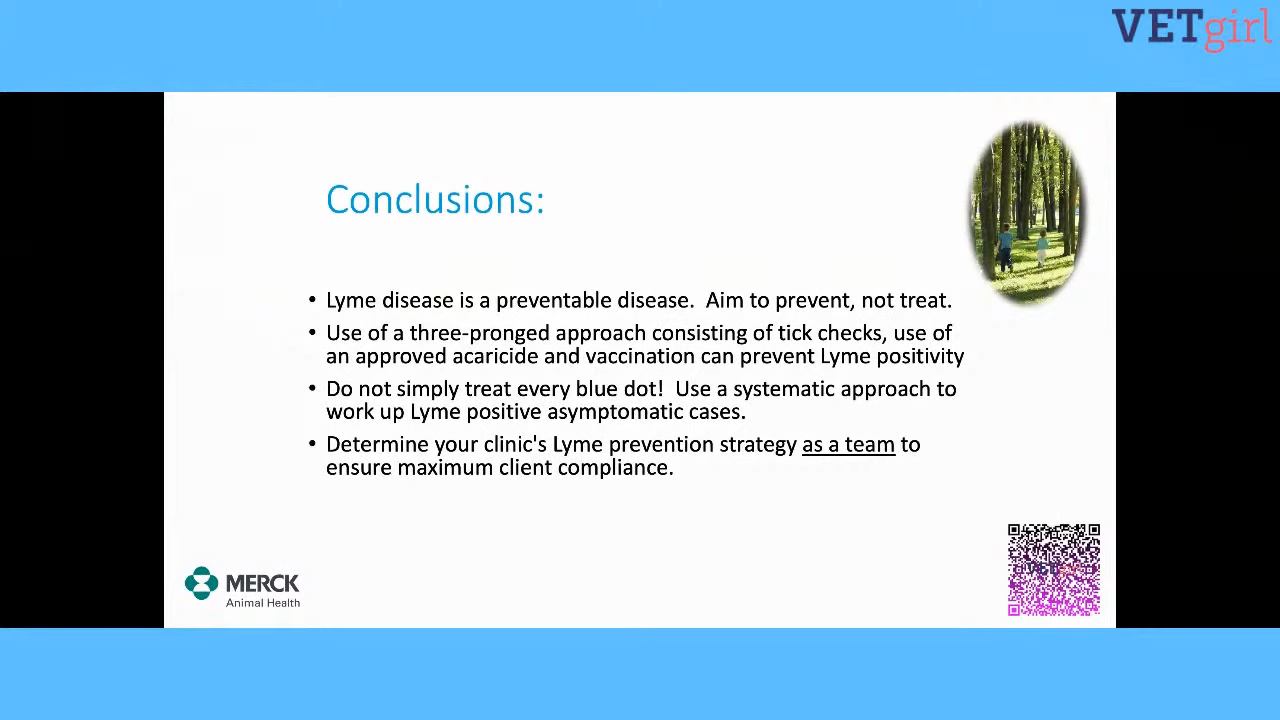 VETgirl
Conclusions:
• Lyme disease is a preventable disease.  Aim to prevent, not treat.
• Use of a three-pronged approach consisting of tick checks, use of
an approved acaricide and vaccination can prevent Lyme positivity
• Do not simply treat every blue dot!  Use a systematic approach to
work up Lyme positive asymptomatic cases.
• Determine your clinic's Lyme prevention strategy as a team to
ensure maximum client compliance.
MERCK
Animal Health
VETgirl